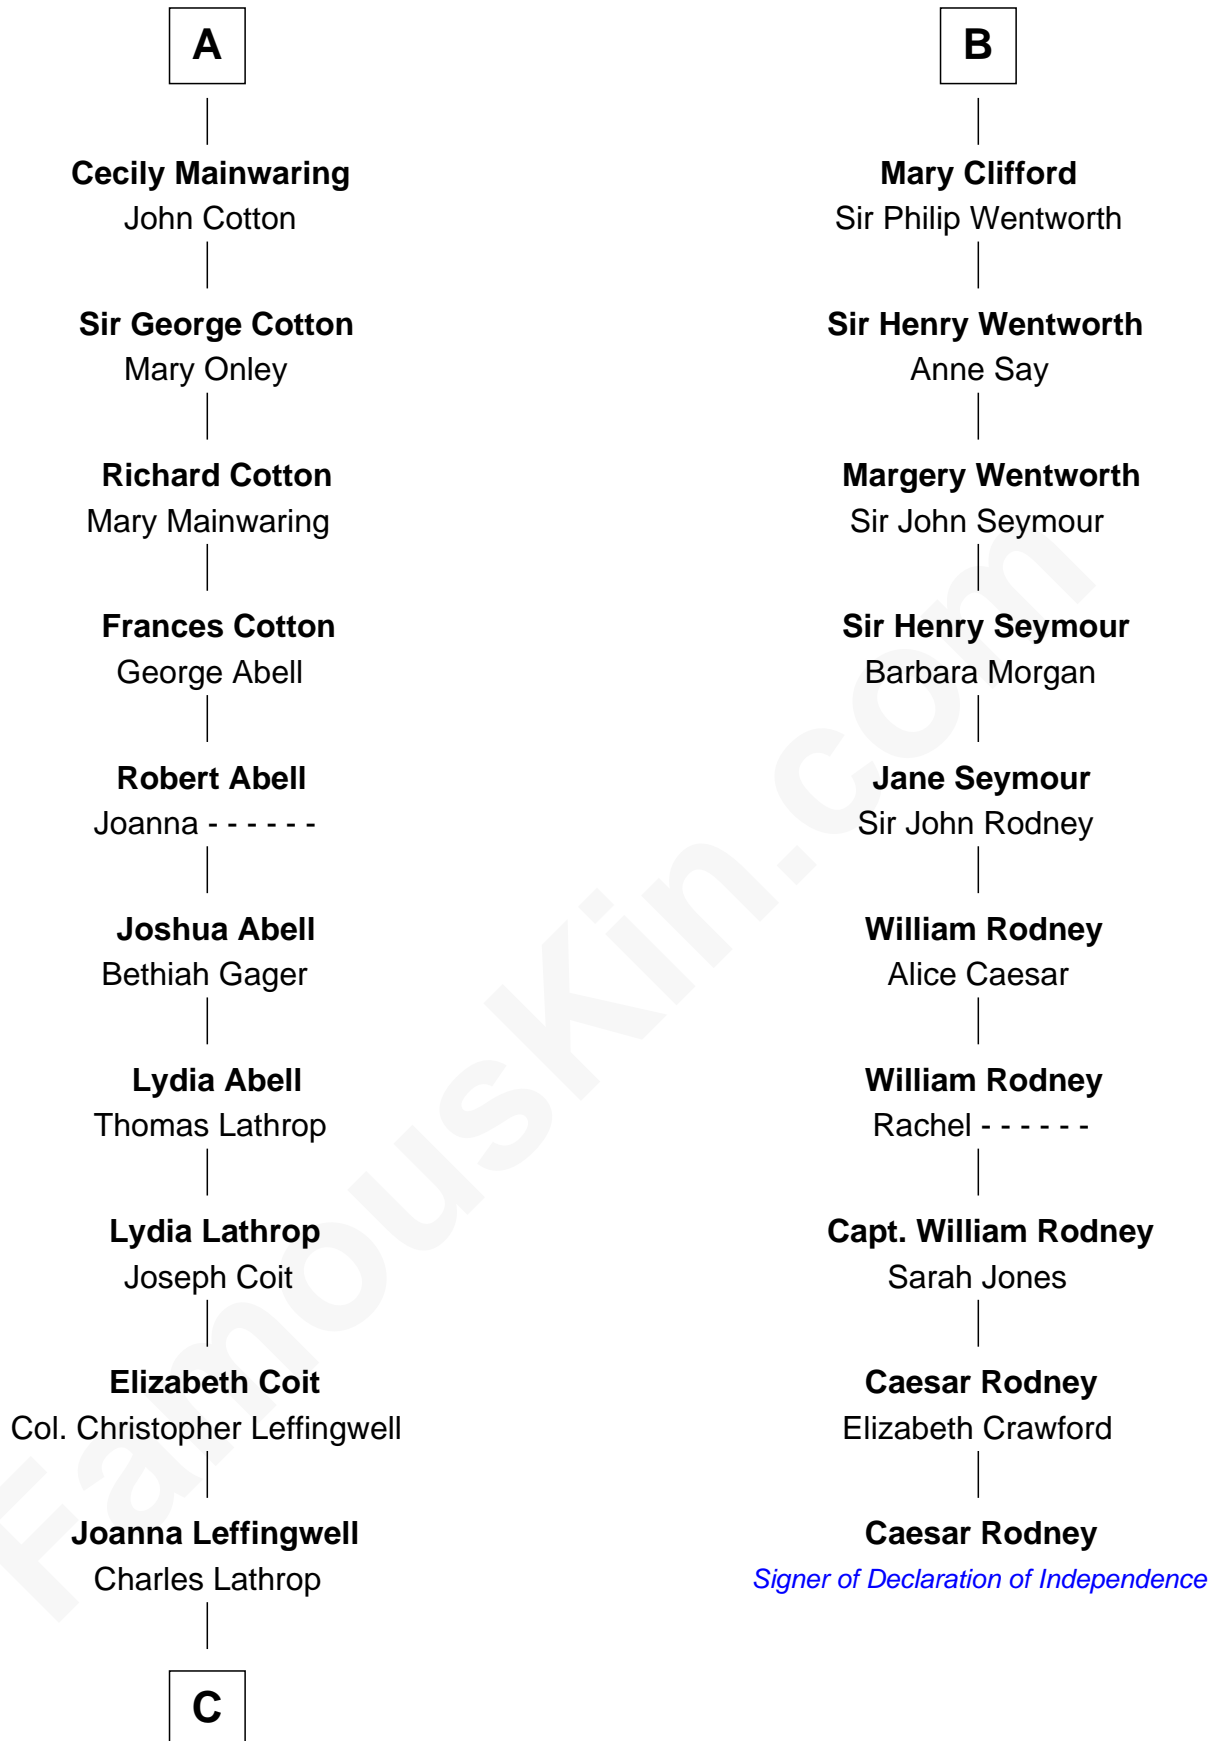 A
Cecily Mainwaring
John Cotton
Sir George Cotton
Mary Onley
Richard Cotton
Mary Mainwaring
Frances Cotton
George Abell
Robert Abell
Joanna - - - - - -
Joshua Abell
Bethiah Gager
Lydia Abell
Thomas Lathrop
Lydia Lathrop
Joseph Coit
Elizabeth Coit
Col. Christopher Leffingwell
Joanna Leffingwell
Charles Lathrop
C
B
Mary Clifford
Sir Philip Wentworth
Sir Henry Wentworth
Anne Say
Margery Wentworth
Sir John Seymour
Sir Henry Seymour
Barbara Morgan
Jane Seymour
Sir John Rodney
William Rodney
Alice Caesar
William Rodney
Rachel - - - - - -
Capt. William Rodney
Sarah Jones
Caesar Rodney
Elizabeth Crawford
Caesar Rodney
Signer of Declaration of Independence
FamousKin.com